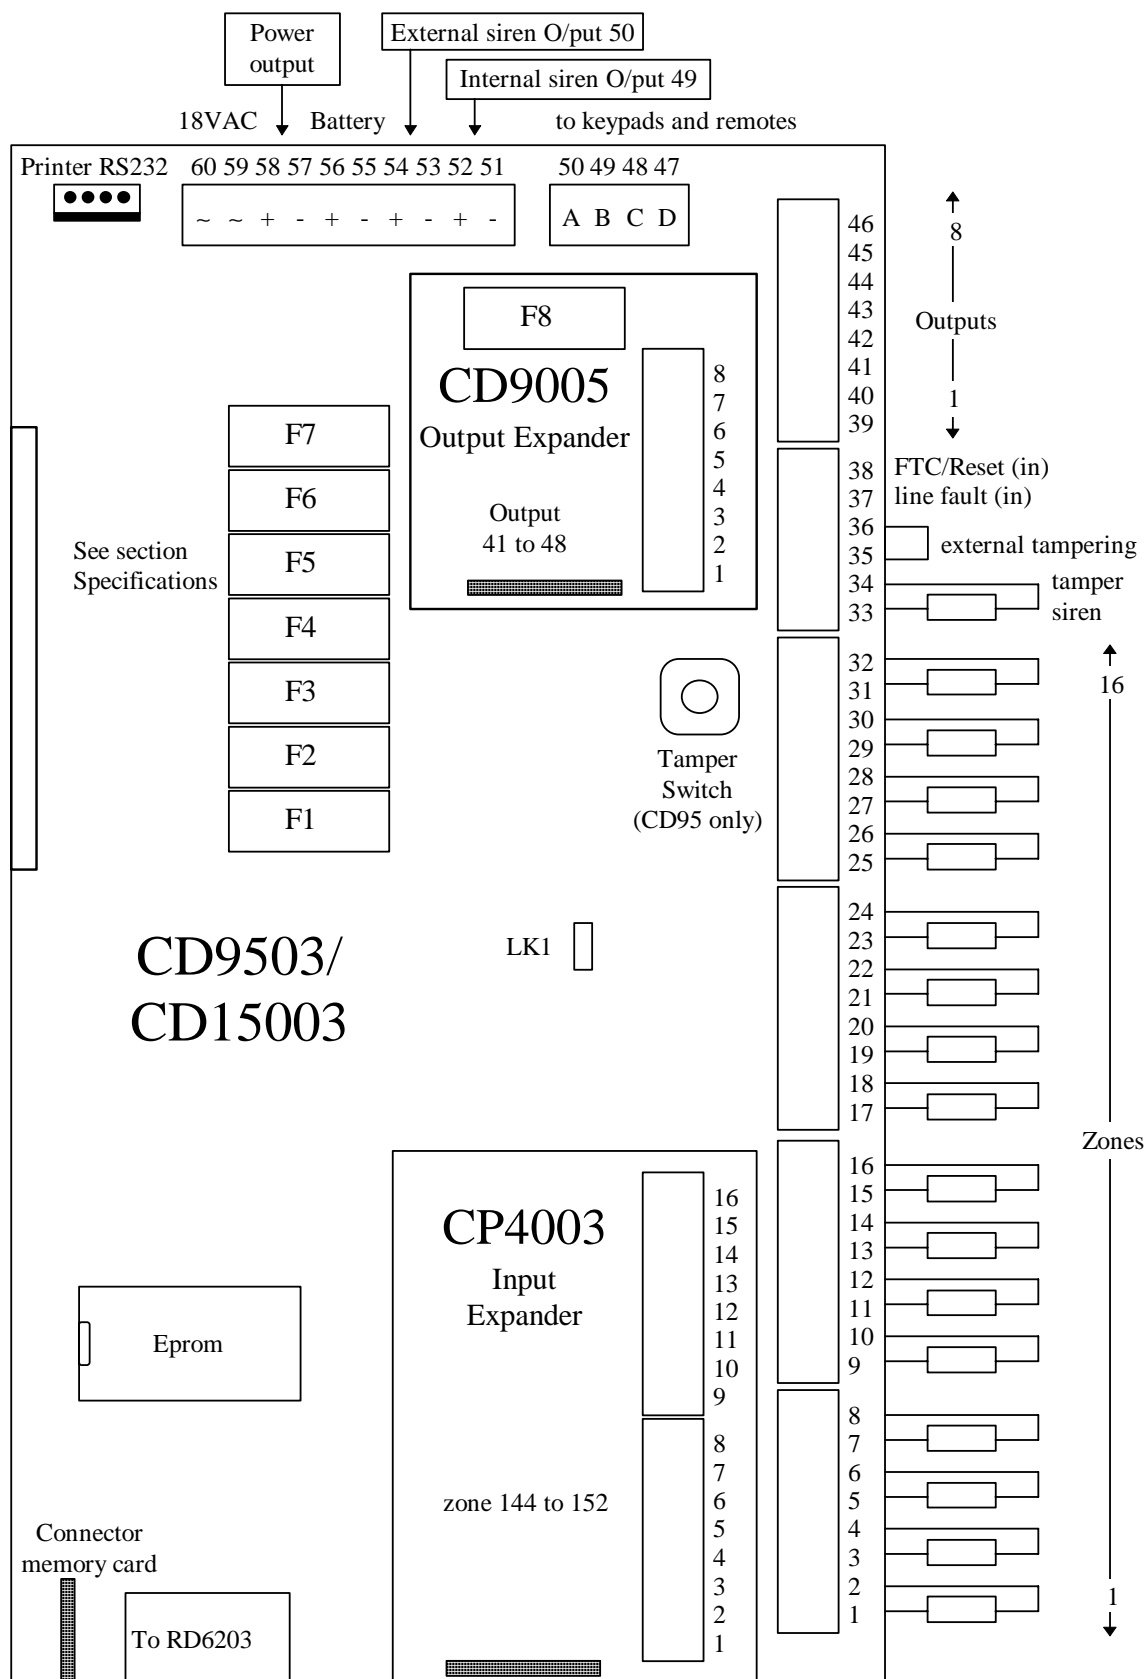 Power
output
External siren O/put 50
Internal siren O/put 49
18VAC
Battery
to keypads and remotes
Printer RS232
60 59 58 57 56 55 54 53 52 51
50 49 48 47
~ ~ + - + - + - + -
A B C D
46
45
44
43
42
41
40
39
8
Outputs
1
F8
CD9005
Output Expander
Output
41 to 48
8
7
6
5
4
3
2
1
F7
F6
F5
F4
F3
F2
F1
See section
Specifications
38
37
36
35
34
33
FTC/Reset (in)
line fault (in)
external tampering
tamper
siren
Tamper
Switch
(CD95 only)
32
31
30
29
28
27
26
25
24
23
22
21
20
19
18
17
16
15
14
13
12
11
10
9
8
7
6
5
4
3
2
1
16
Zones
1
LK1
CD9503/
CD15003
CP4003
Input
Expander
zone 144 to 152
16
15
14
13
12
11
10
9
8
7
6
5
4
3
2
1
Eprom
Connector
memory card
To RD6203